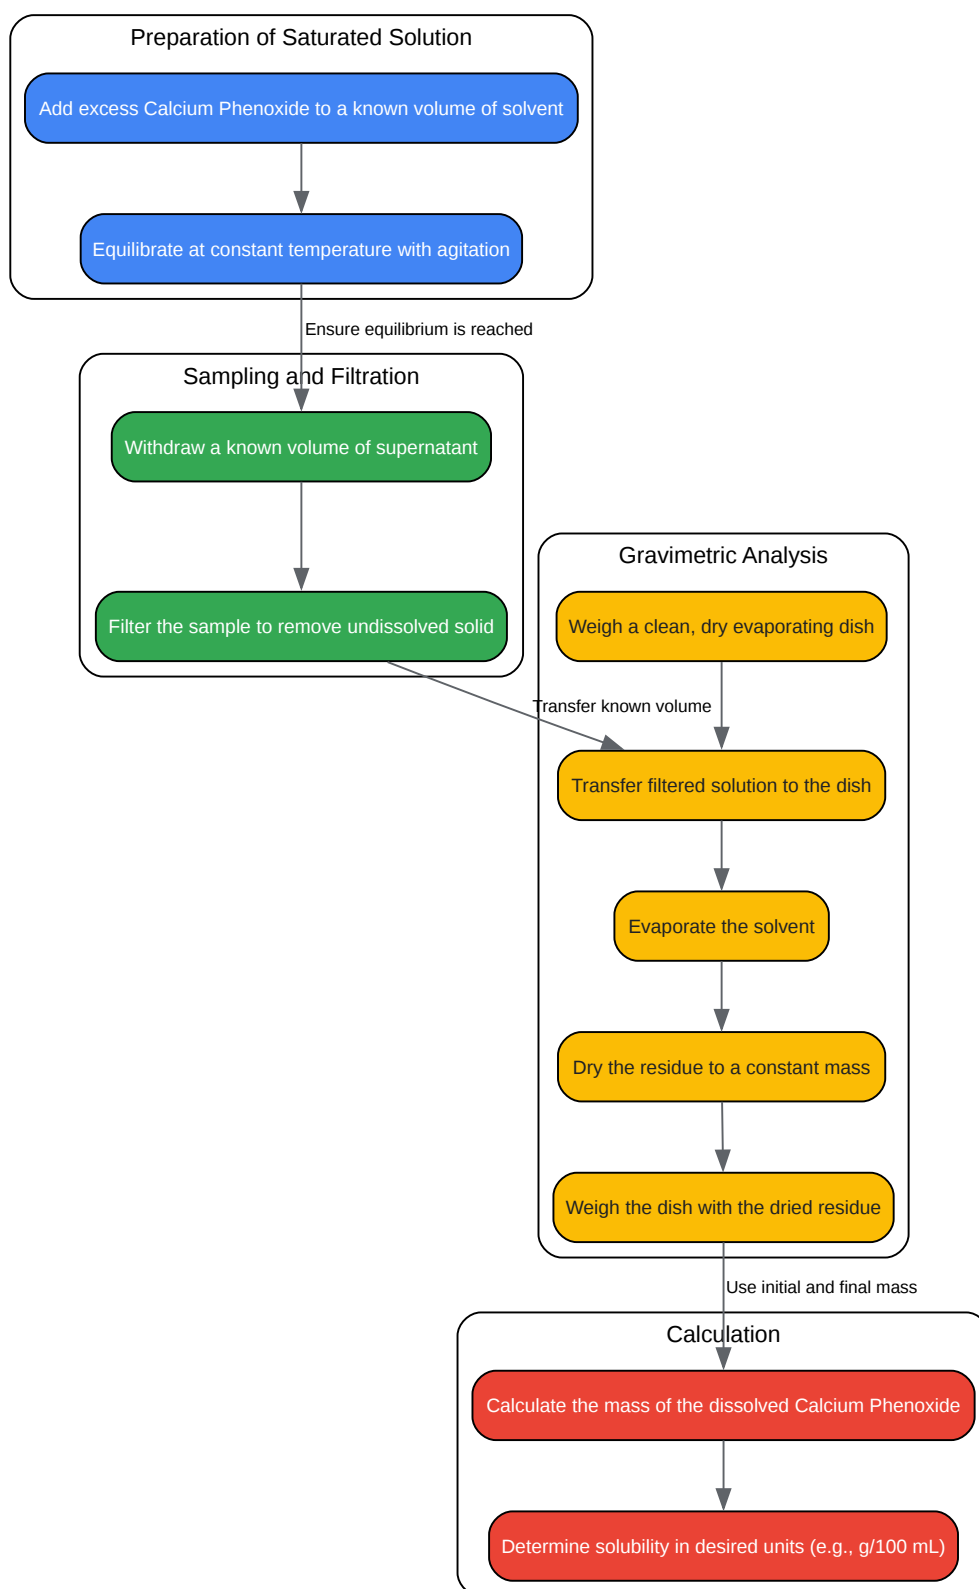 Preparation of Saturated Solution
Add excess Calcium Phenoxide to a known volume of solvent
Equilibrate at constant temperature with agitation
Ensure equilibrium is reached
Sampling and Filtration
Withdraw a known volume of supernatant
Filter the sample to remove undissolved solid
Gravimetric Analysis
Weigh a clean, dry evaporating dish
Transfer known volume
Transfer filtered solution to the dish
Evaporate the solvent
Dry the residue to a constant mass
Weigh the dish with the dried residue
Use initial and final mass
Calculation
Calculate the mass of the dissolved Calcium Phenoxide
Determine solubility in desired units (e.g., g/100 mL)